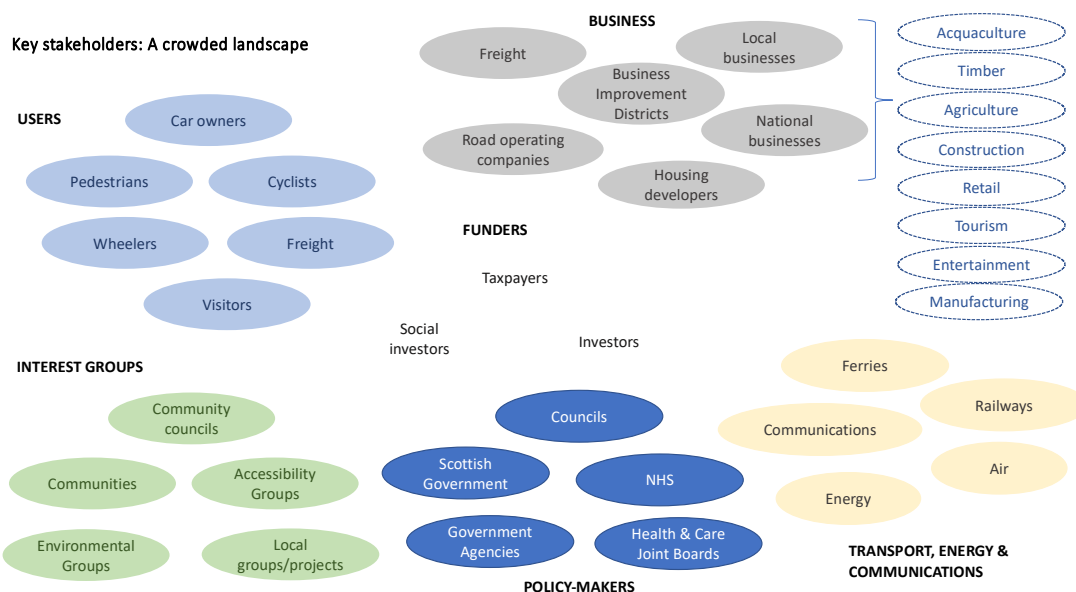 Key stakeholders: A crowded landscape
USERS
Car owners
Pedestrians
Cyclists
Wheelers
Freight
Visitors
BUSINESS
Freight
Local
businesses
Business
Improvement
Districts
National
businesses
Road operating
companies
Housing
developers
Acquaculture
Timber
Agriculture
Construction
Retail
Tourism
Entertainment
Manufacturing
FUNDERS
Taxpayers
Social
investors
Investors
INTEREST GROUPS
Community
councils
Communities
Accessibility
Groups
Environmental
Groups
Local
groups/projects
Councils
Scottish
Government
NHS
Government
Agencies
Health & Care
Joint Boards
POLICY-MAKERS
Ferries
Railways
Communications
Air
Energy
TRANSPORT, ENERGY &
COMMUNICATIONS